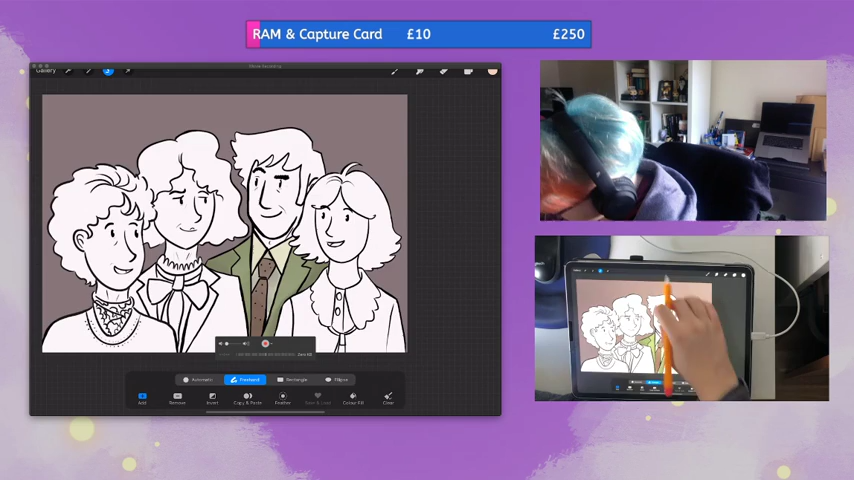 RAM & Capture Card £10 £250
Gallery
Automatic Freehand Rectangle Ellipse
Add Remove Invert Copy & Paste Feather Save & Load Colour Fill Clear